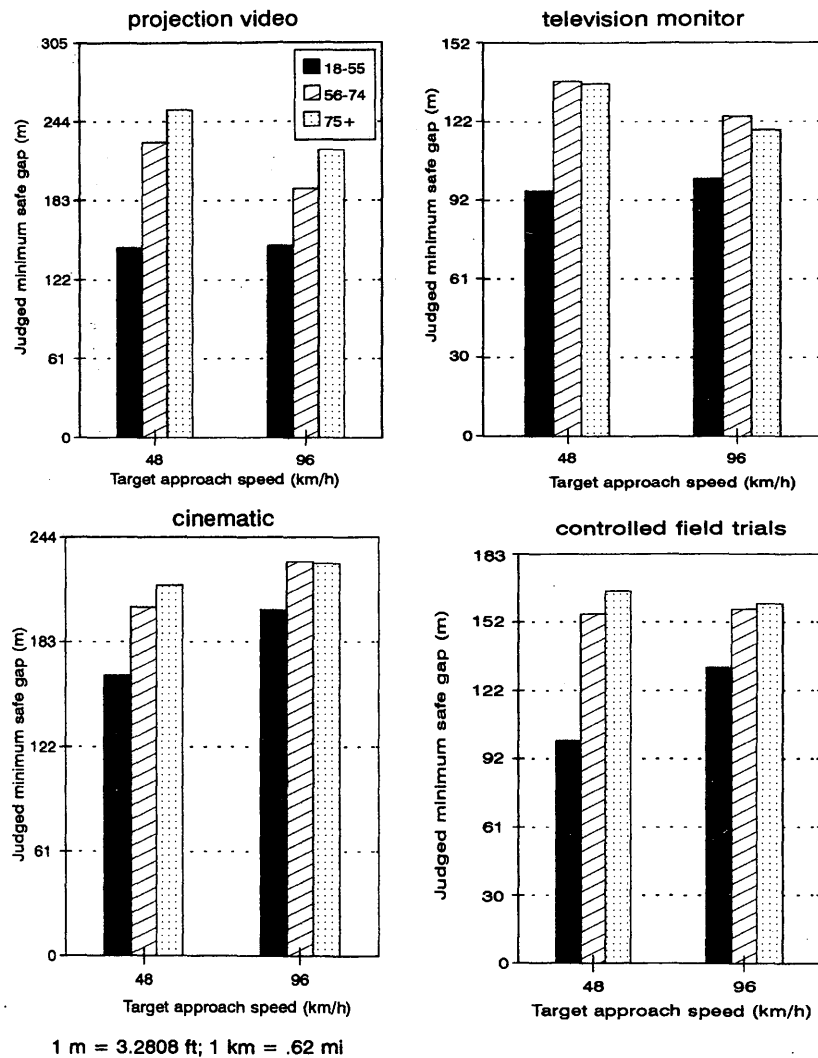 projection video
305
244
183
122
61
0
Judged minimum safe gap (m)
18-55
56-74
75+
48
96
Target approach speed (km/h)
television monitor
152
122
92
61
30
0
Judged minimum safe gap (m)
48
96
Target approach speed (km/h)
cinematic
244
183
122
61
0
Judged minimum safe gap (m)
48
96
Target approach speed (km/h)
controlled field trials
183
152
122
92
61
30
0
Judged minimum safe gap (m)
48
96
Target approach speed (km/h)
1 m = 3.2808 ft; 1 km = .62 mi